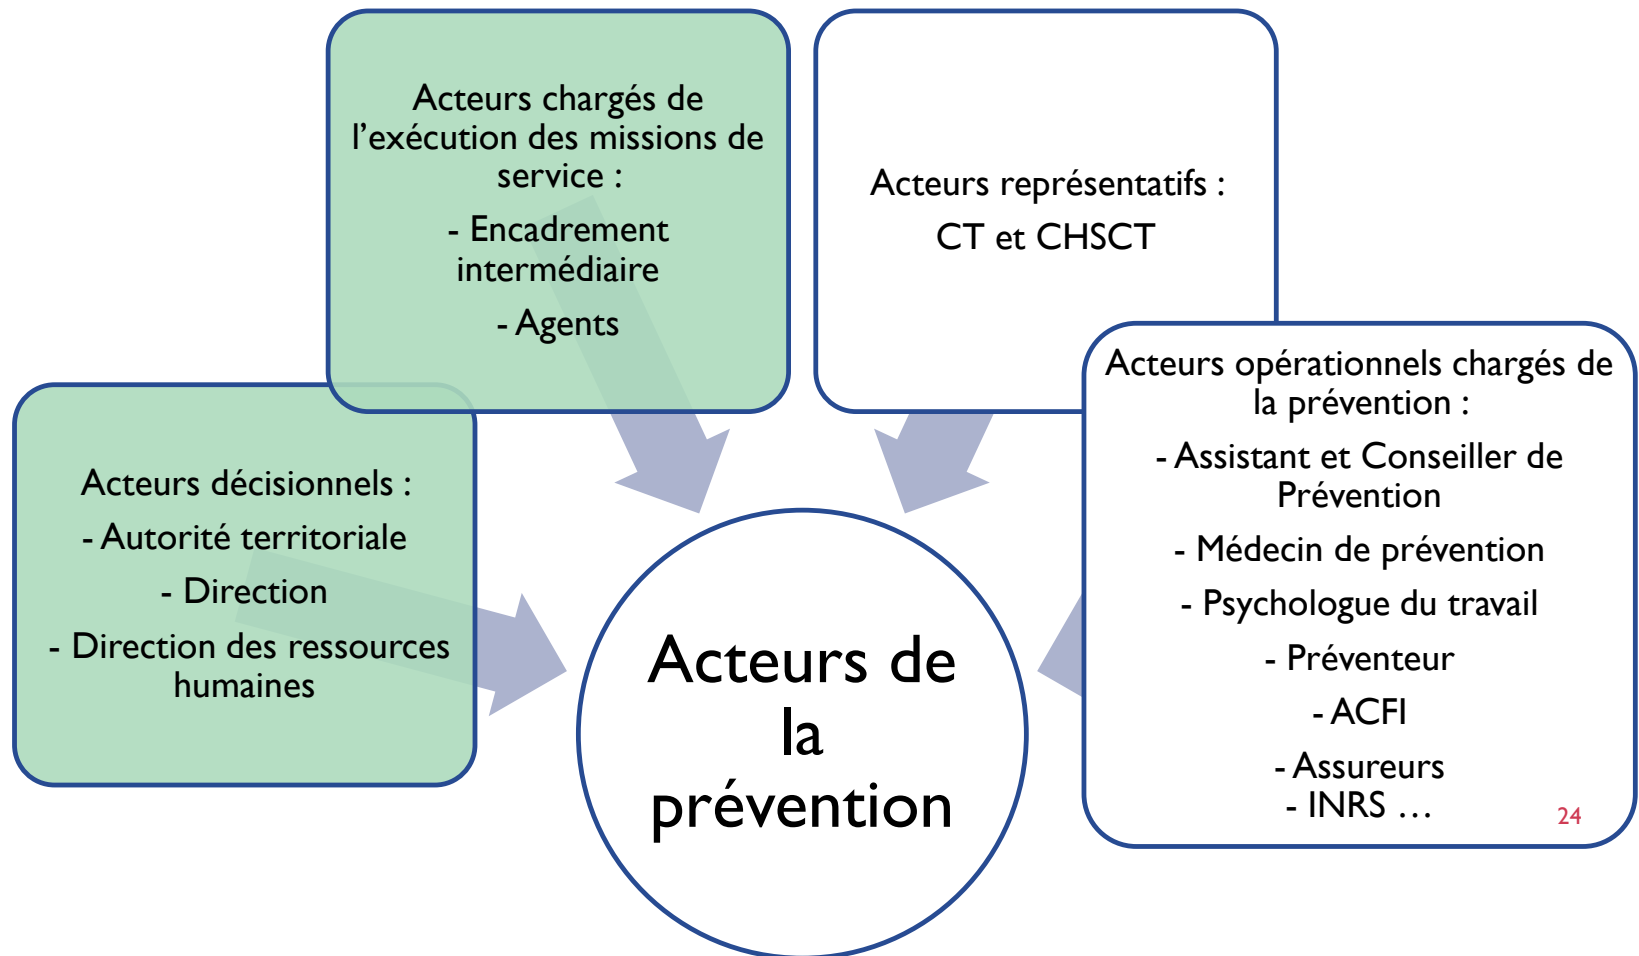 Acteurs chargés de
l’exécution des missions de
service :
- Encadrement
intermédiaire
- Agents
Acteurs représentatifs :
CT et CHSCT
Acteurs décisionnels :
- Autorité territoriale
- Direction
- Direction des ressources
humaines
Acteurs opérationnels chargés de
la prévention :
- Assistant et Conseiller de
Prévention
- Médecin de prévention
- Psychologue du travail
- Préventeur
- ACFI
- Assureurs
- INRS …
24
Acteurs de
la
prévention